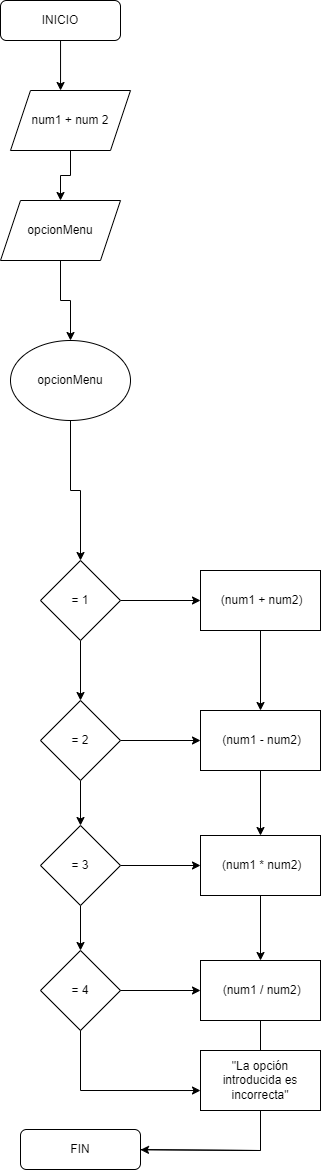 INICIO
num1 + num 2
opcionMenu
opcionMenu
= 1
(num1 + num2)
= 2
(num1 - num2)
= 3
(num1 * num2)
= 4
(num1 / num2)
"La opción
introducida es
incorrecta"
FIN